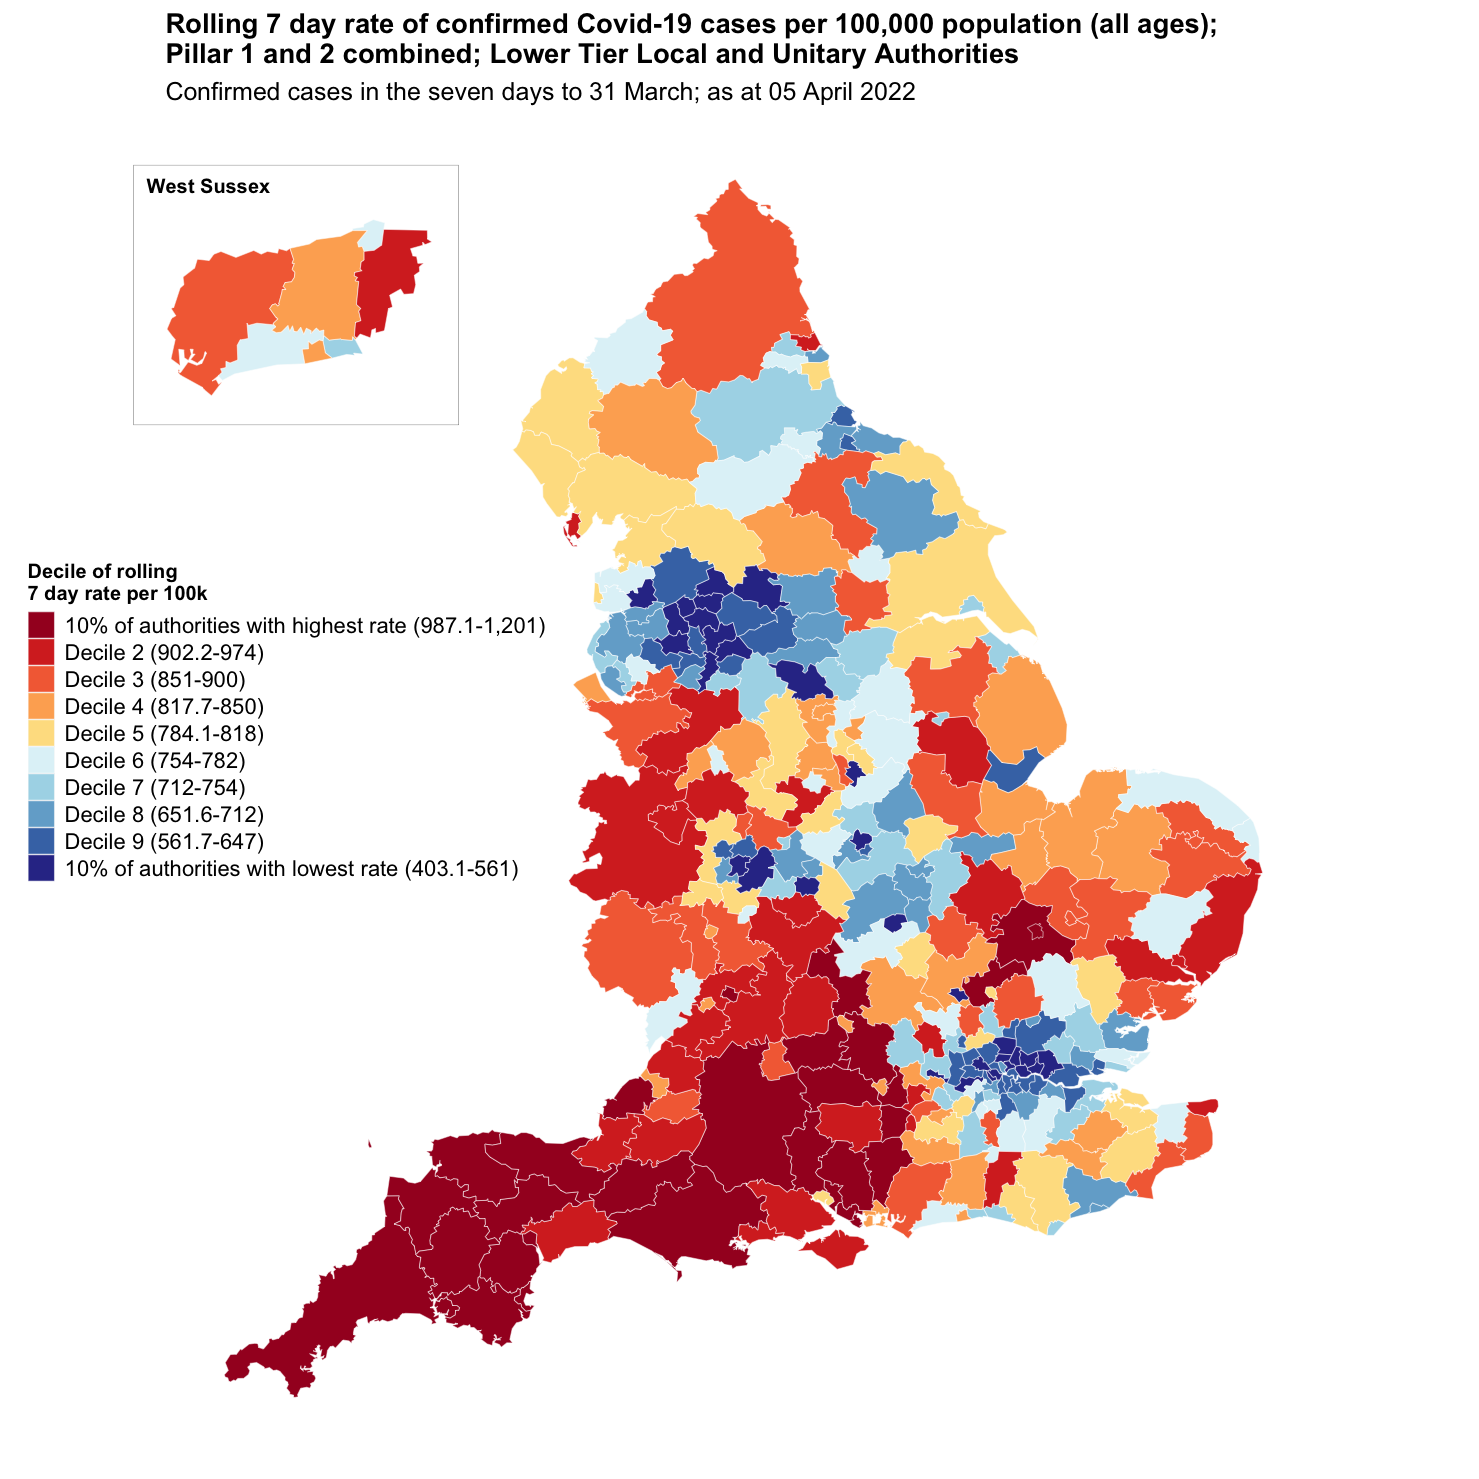 Rolling 7 day rate of confirmed Covid-19 cases per 100,000 population (all ages);
Pillar 1 and 2 combined; Lower Tier Local and Unitary Authorities
Confirmed cases in the seven days to 31 March; as at 05 April 2022
West Sussex
Decile of rolling
7 day rate per 100k
10% of authorities with highest rate (987.1-1,201)
Decile 2 (902.2-974)
Decile 3 (851-900)
Decile 4 (817.7-850)
Decile 5 (784.1-818)
Decile 6 (754-782)
Decile 7 (712-754)
Decile 8 (651.6-712)
Decile 9 (561.7-647)
10% of authorities with lowest rate (403.1-561)